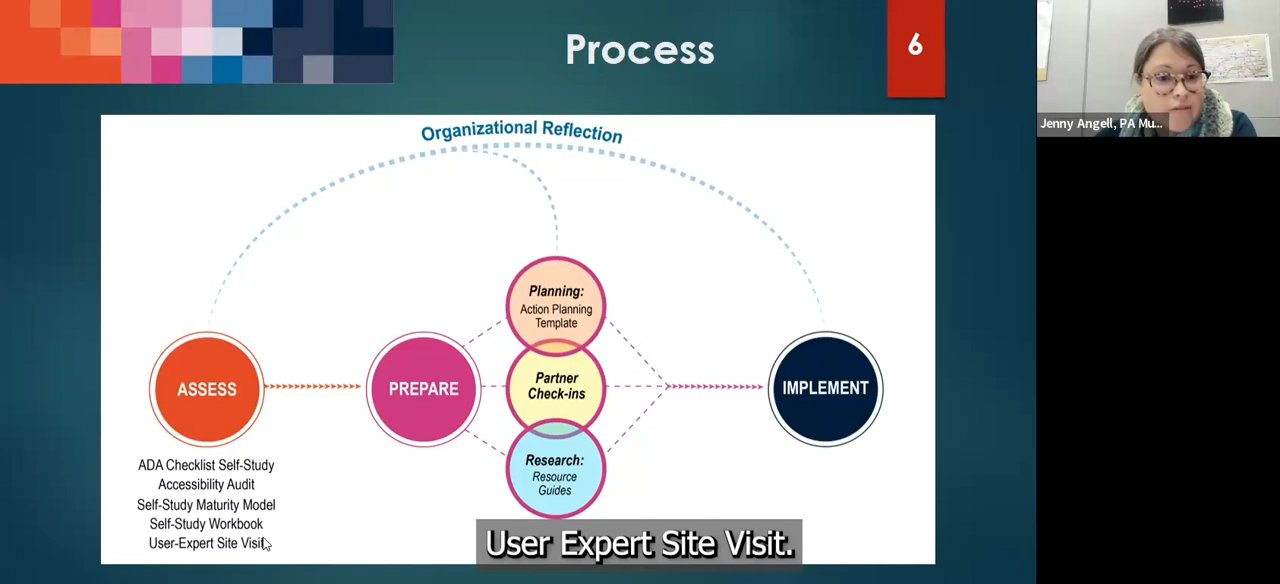 Process
6
Jenny Angell, PA Mu...
Organizational Reflection
Planning:
Action Planning
Template
ASSESS
PREPARE
Partner
Check-ins
IMPLEMENT
Research:
Resource
Guides
ADA Checklist Self-Study
Accessibility Audit
Self-Study Maturity Model
Self-Study Workbook
User-Expert Site Visit
User Expert Site Visit.